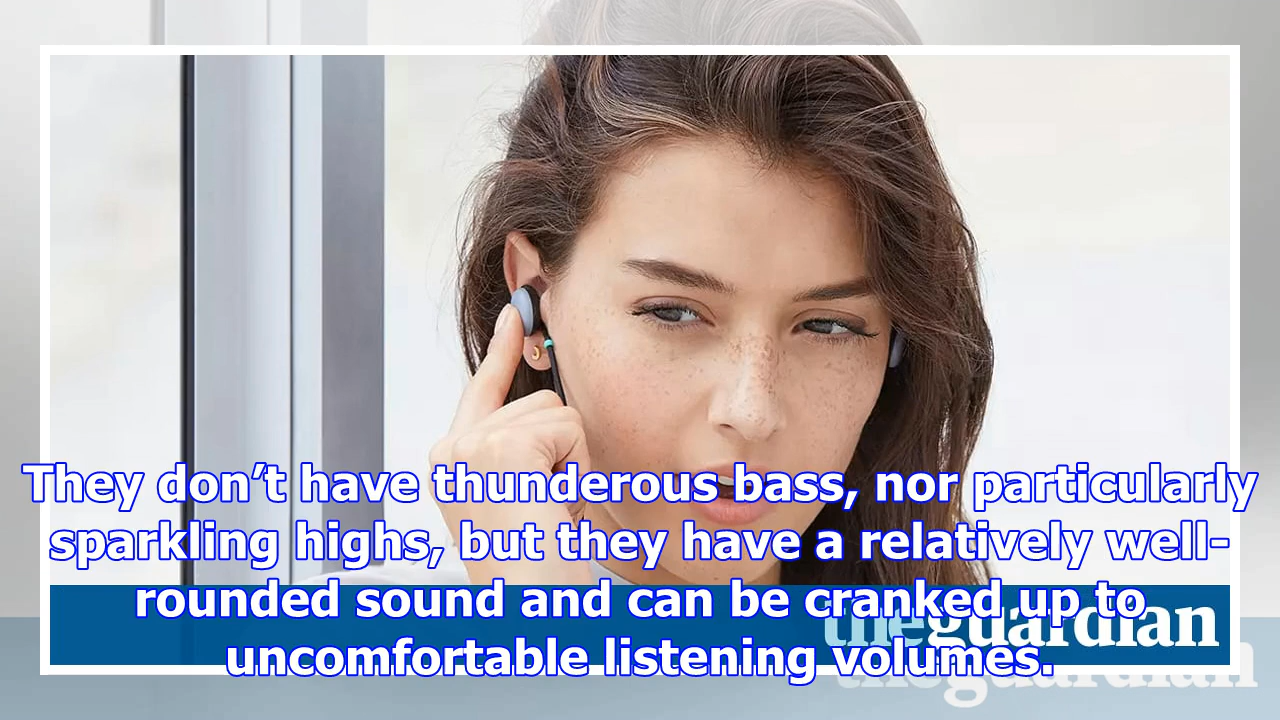 They don’t have thunderous bass, nor particularly
sparkling highs, but they have a relatively well-
rounded sound and can be cranked up to
uncomfortable listening volumes.
theguardian
theguardian